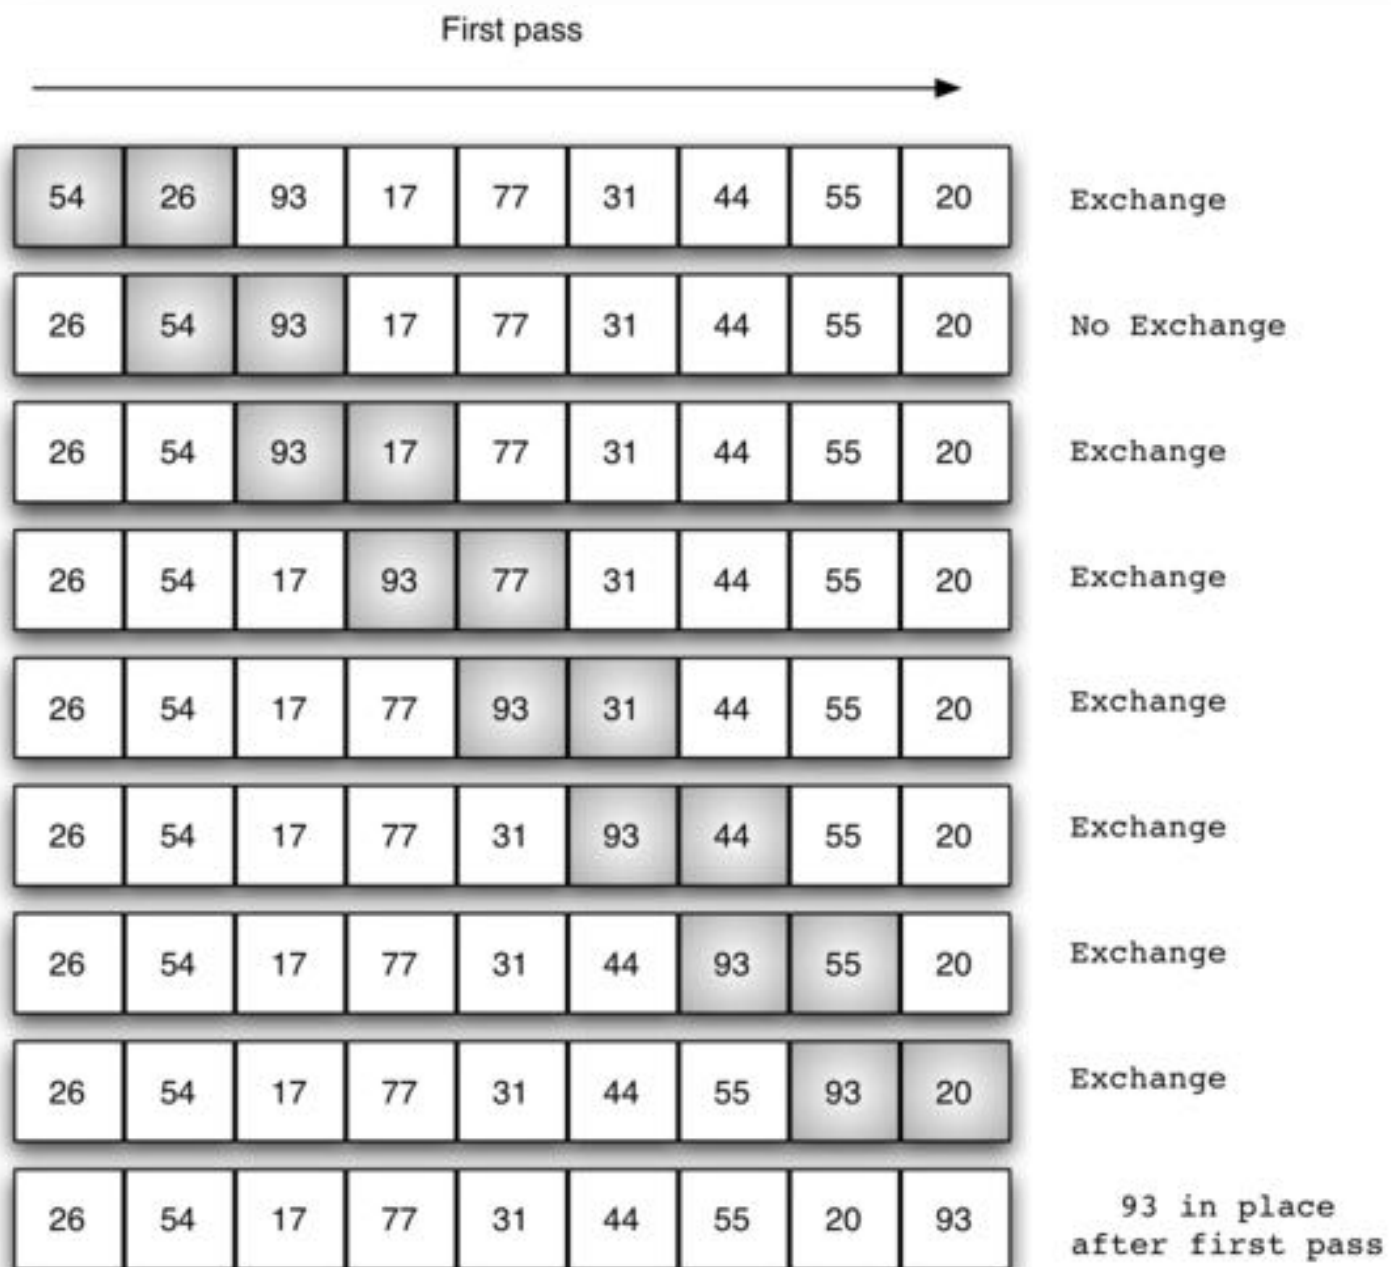 First pass
54 26 93 17 77 31 44 55 20 Exchange
26 54 93 17 77 31 44 55 20 No Exchange
26 54 93 17 77 31 44 55 20 Exchange
26 54 17 93 77 31 44 55 20 Exchange
26 54 17 77 93 31 44 55 20 Exchange
26 54 17 77 31 93 44 55 20 Exchange
26 54 17 77 31 44 93 55 20 Exchange
26 54 17 77 31 44 55 93 20 Exchange
26 54 17 77 31 44 55 20 93 93 in place
after first pass